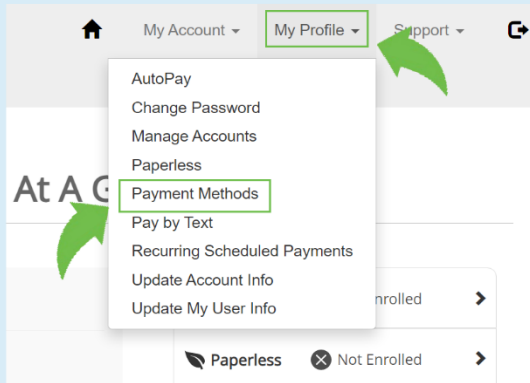 My Account My Profile Support
AutoPay
Change Password
Manage Accounts
Paperless
At A G
Payment Methods
Pay by Text
Recurring Scheduled Payments
Update Account Info
Update My User Info
nrolled
Paperless Not Enrolled